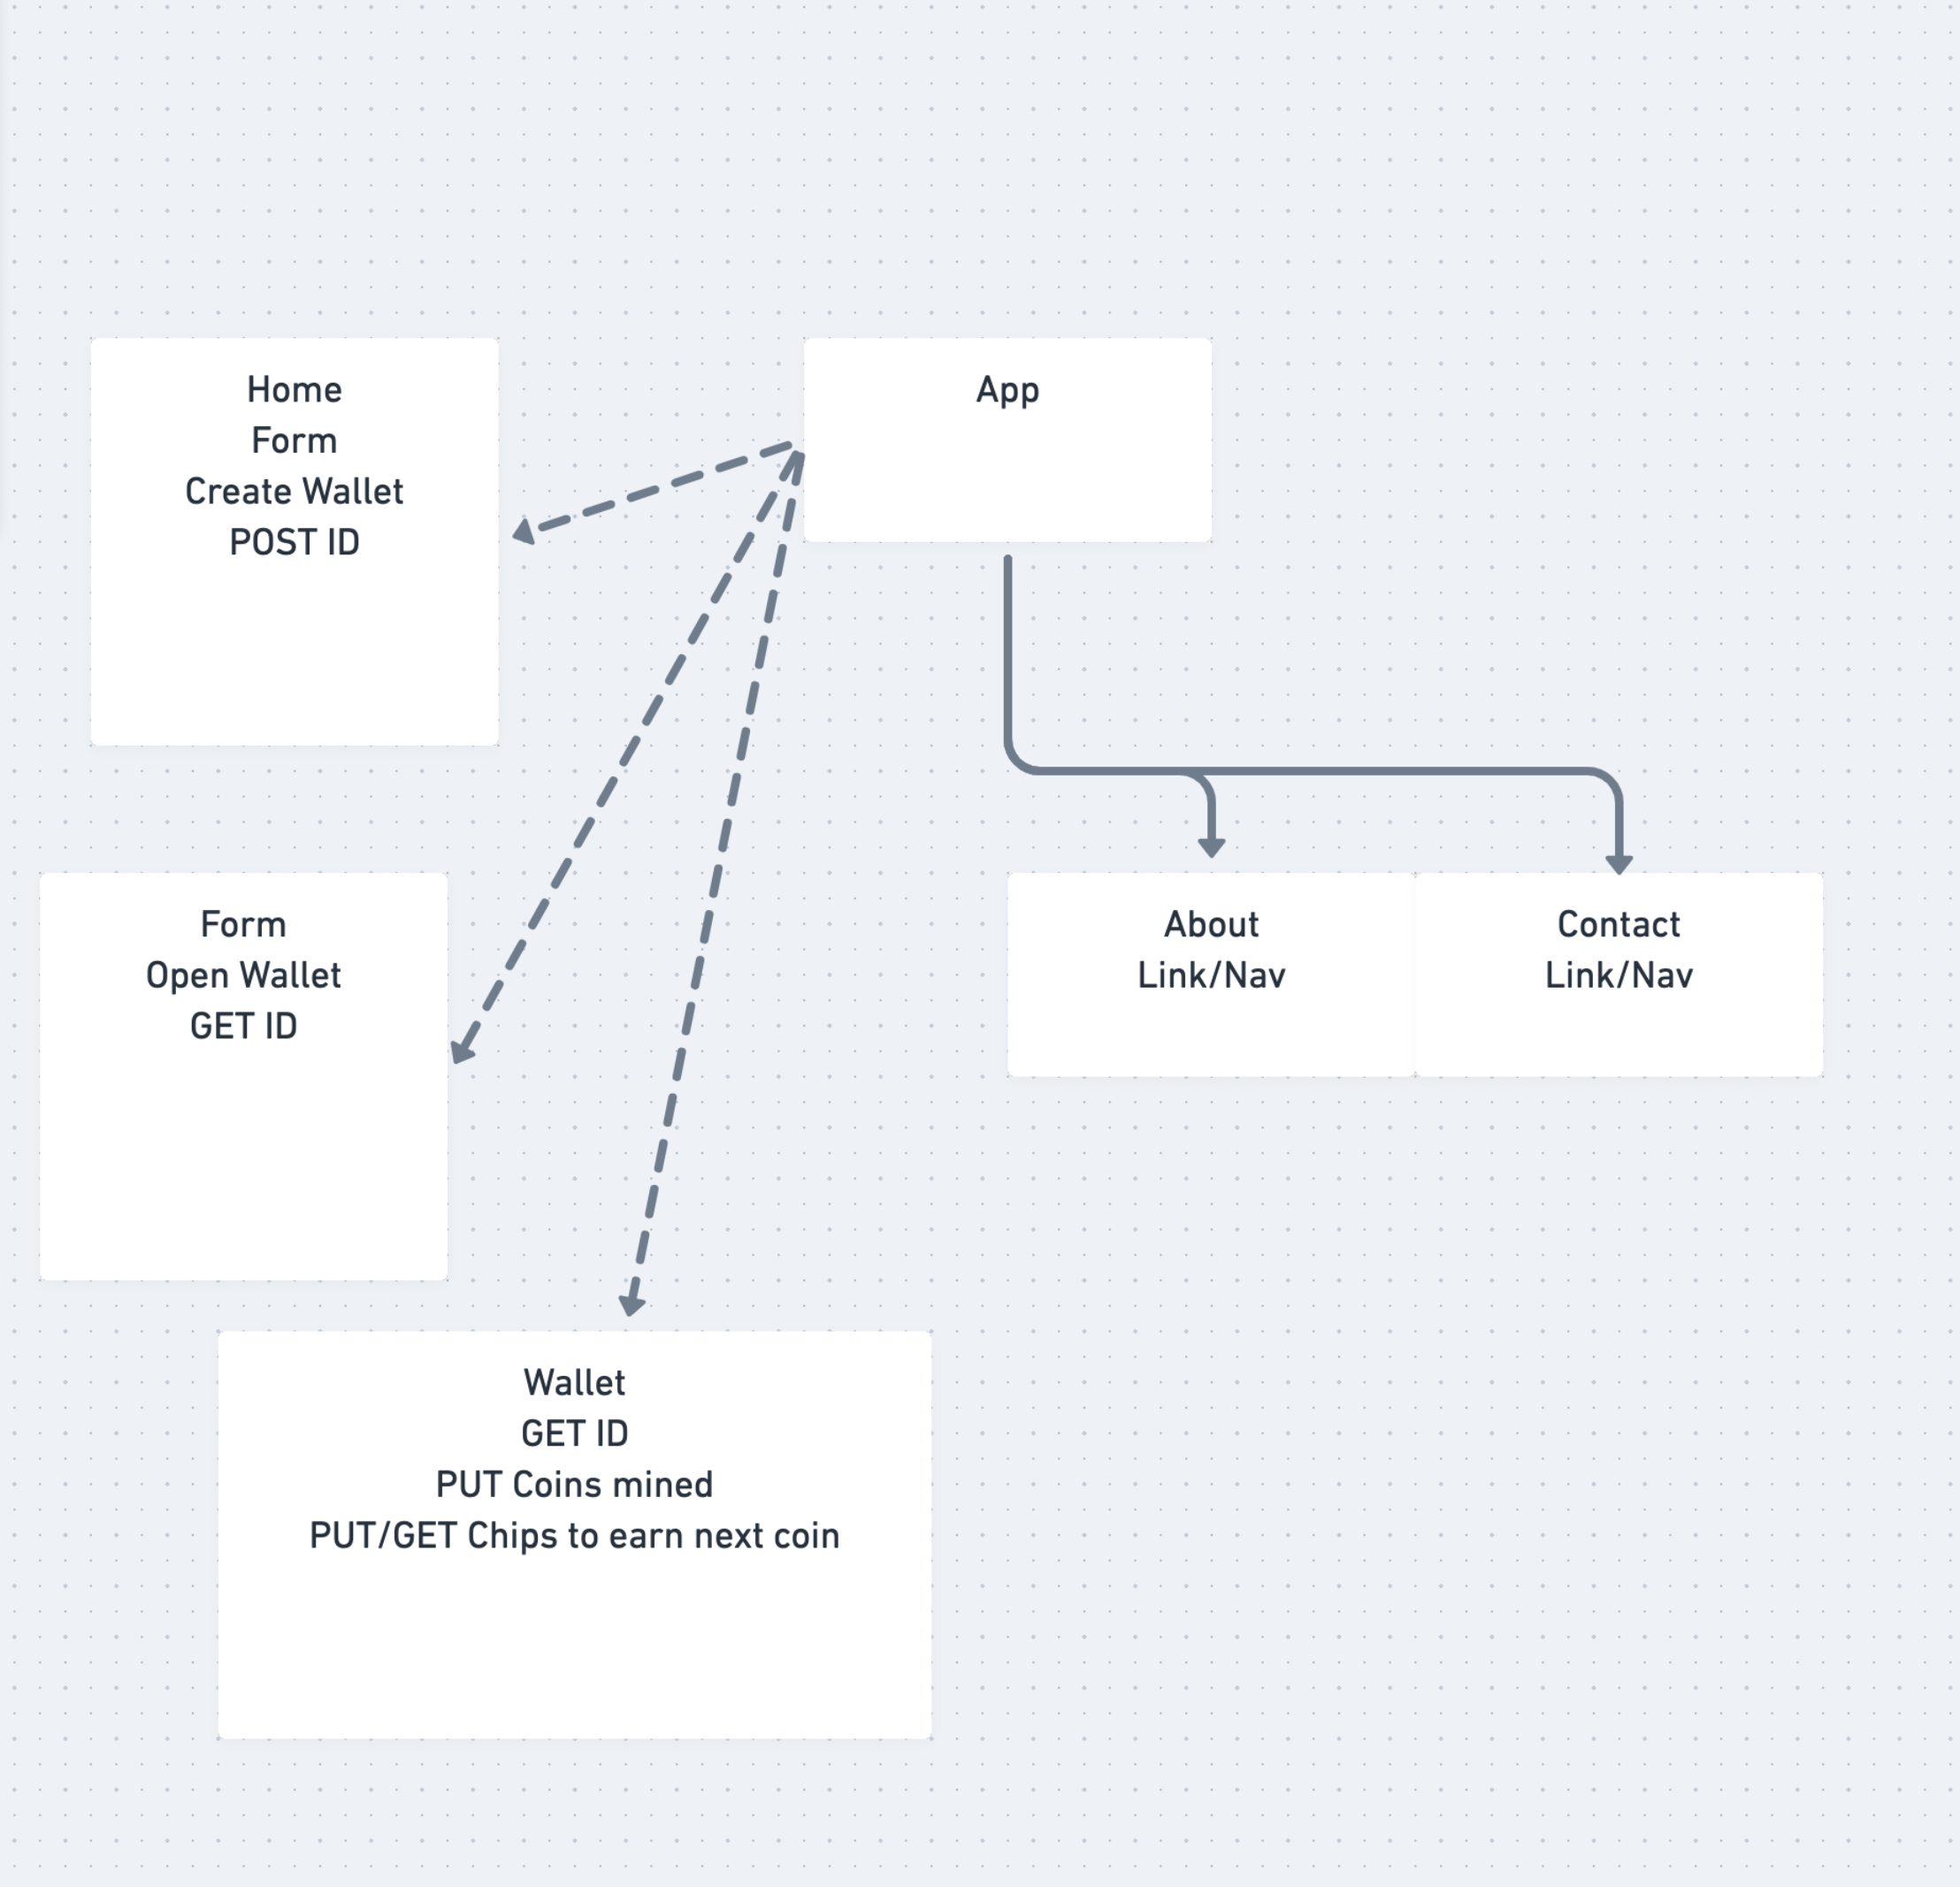 Home
Form
Create Wallet
POST ID
App
Form
Open Wallet
GET ID
About
Link/Nav
Contact
Link/Nav
Wallet
GET ID
PUT Coins mined
PUT/GET Chips to earn next coin